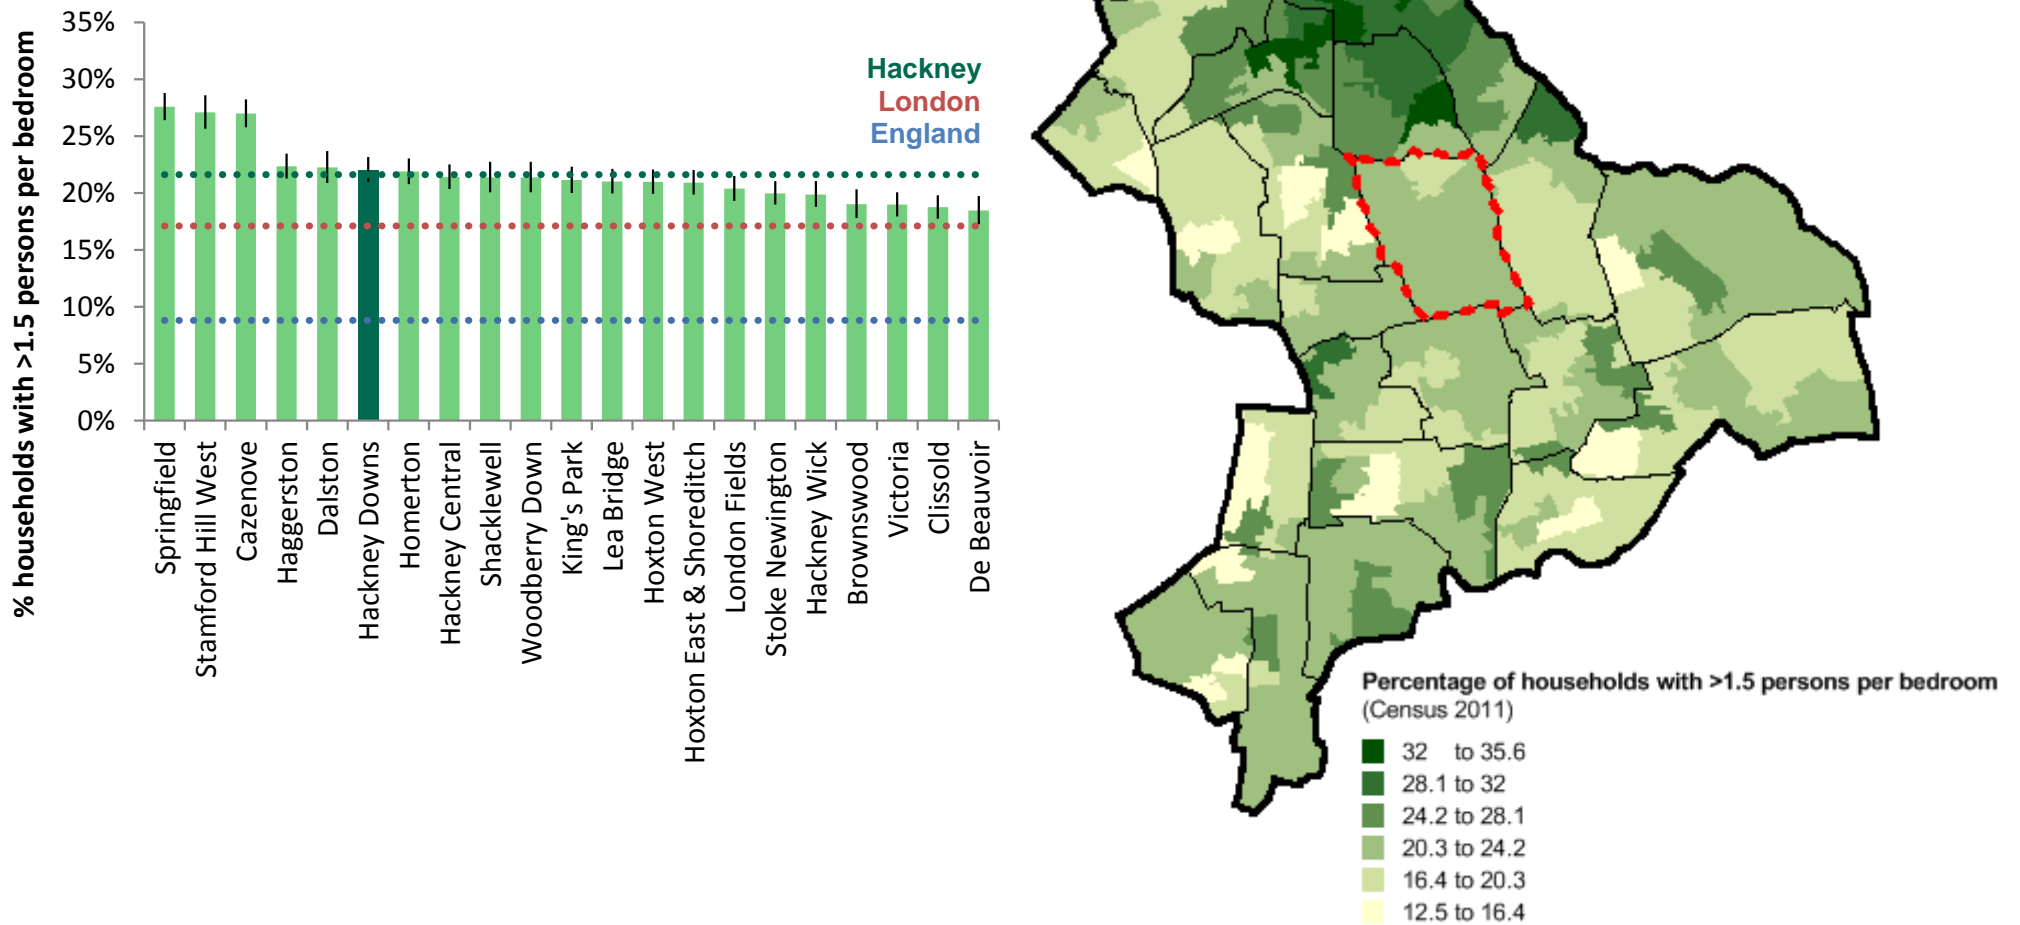 % households with >1.5 persons per bedroom
35%
30%
25%
20%
15%
10%
5%
0%
Hackney
London
England
Springfield
Stamford Hill West
Cazenove
Haggerston
Dalston
Hackney Downs
Homerton
Hackney Central
Shacklewell
Woodberry Down
King's Park
Lea Bridge
Hoxton West
Hoxton East & Shoreditch
London Fields
Stoke Newington
Hackney Wick
Brownswood
Victoria
Clissold
De Beauvoir
Percentage of households with >1.5 persons per bedroom
(Census 2011)
32 to 35.6
28.1 to 32
24.2 to 28.1
20.3 to 24.2
16.4 to 20.3
12.5 to 16.4